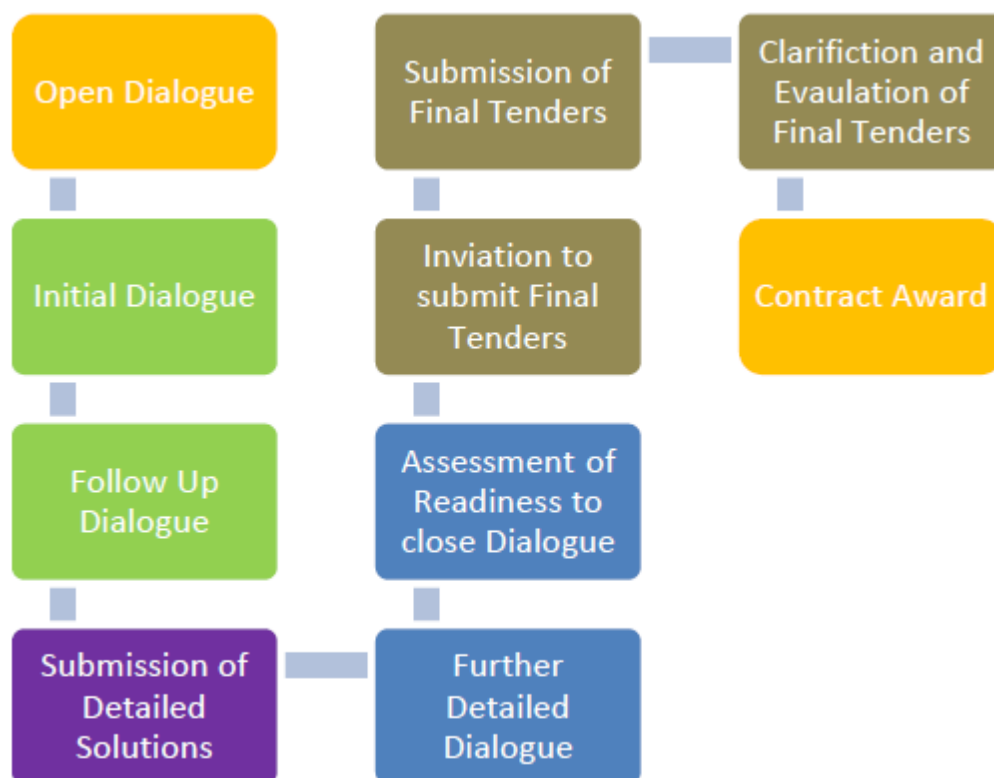 Open Dialogue
Initial Dialogue
Follow Up
Dialogue
Submission of
Detailed
Solutions
Further
Detailed
Dialogue
Assessment of
Readiness to
close Dialogue
Inviation to
submit Final
Tenders
Submission of
Final Tenders
Clarifiction and
Evaulation of
Final Tenders
Contract Award